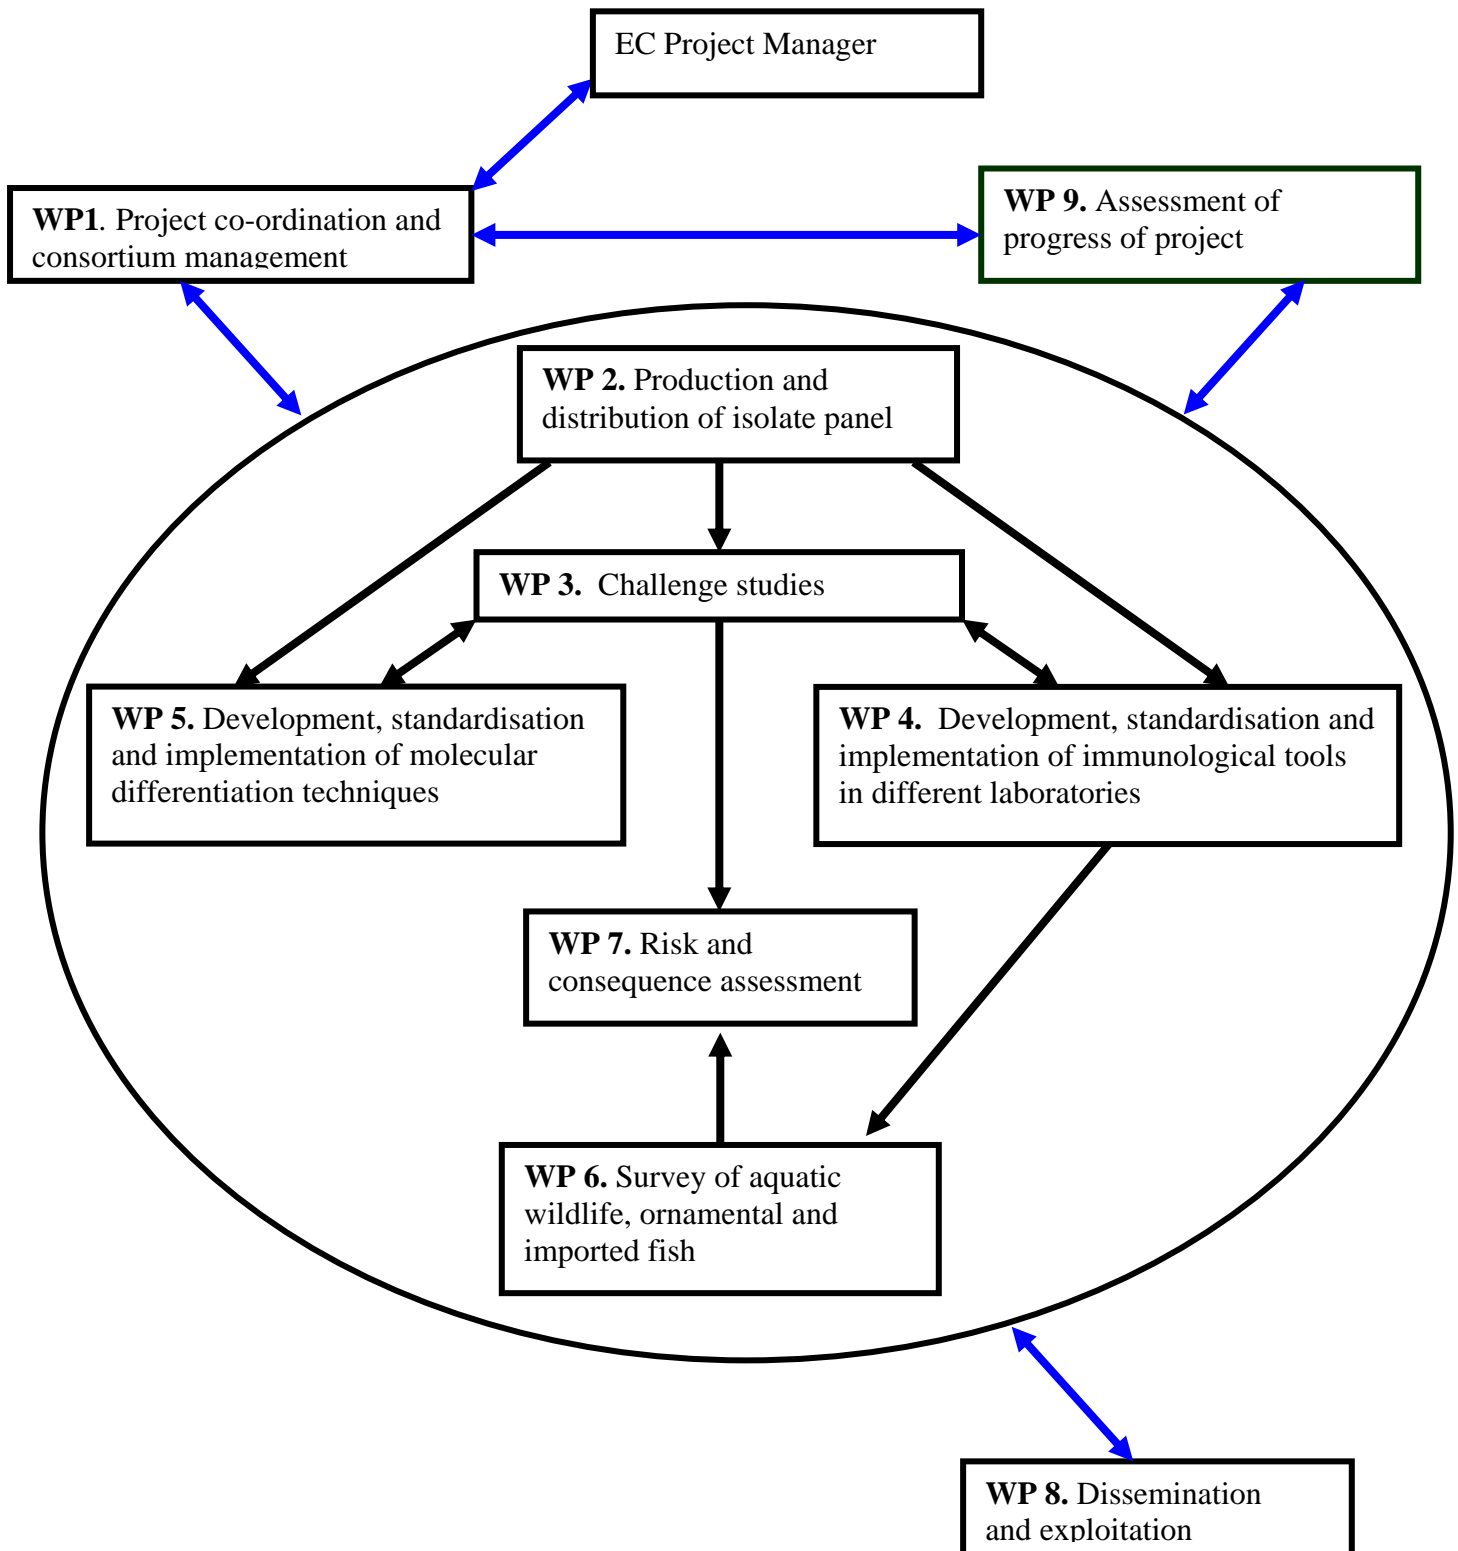 EC Project Manager
WP1. Project co-ordination and
consortium management
WP 9. Assessment of
progress of project
WP 2. Production and
distribution of isolate panel
WP 3.  Challenge studies
WP 5. Development, standardisation
and implementation of molecular
differentiation techniques
WP 4.  Development, standardisation and
implementation of immunological tools
in different laboratories
WP 7. Risk and
consequence assessment
WP 6. Survey of aquatic
wildlife, ornamental and
imported fish
WP 8. Dissemination
and exploitation